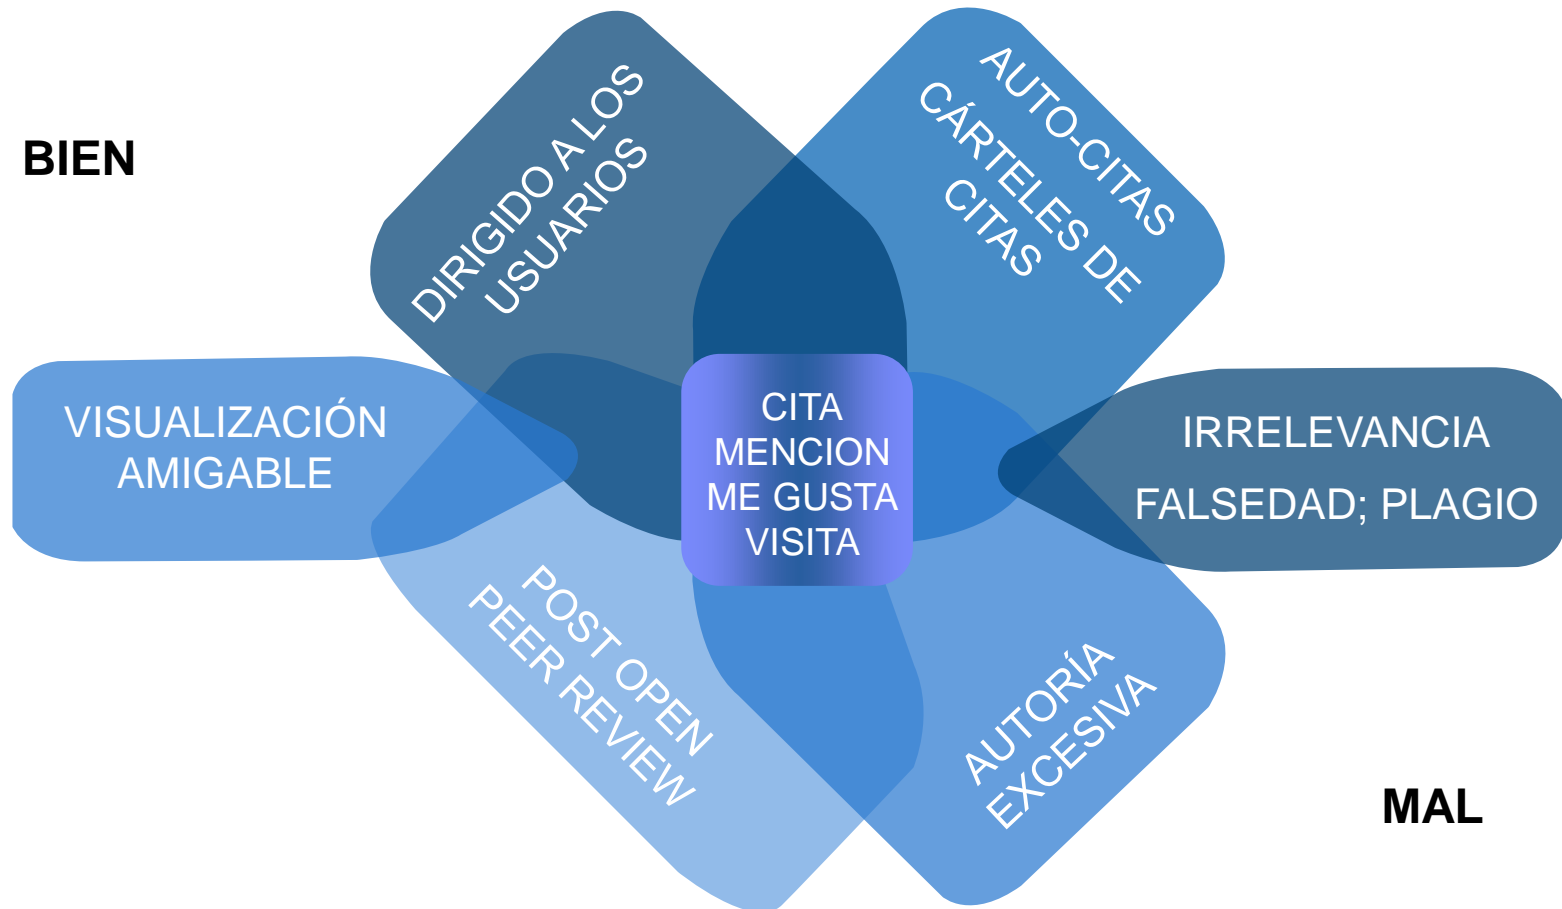 BIEN
DIRIGIDO A LOS
USUARIOS
AUTO-CITAS
CÁRTELES DE
CITAS
VISUALIZACIÓN
AMIGABLE
CITA
MENCION
ME GUSTA
VISITA
IRRELEVANCIA
FALSEDAD; PLAGIO
POST OPEN
PEER REVIEW
AUTORÍA
EXCESIVA
MAL